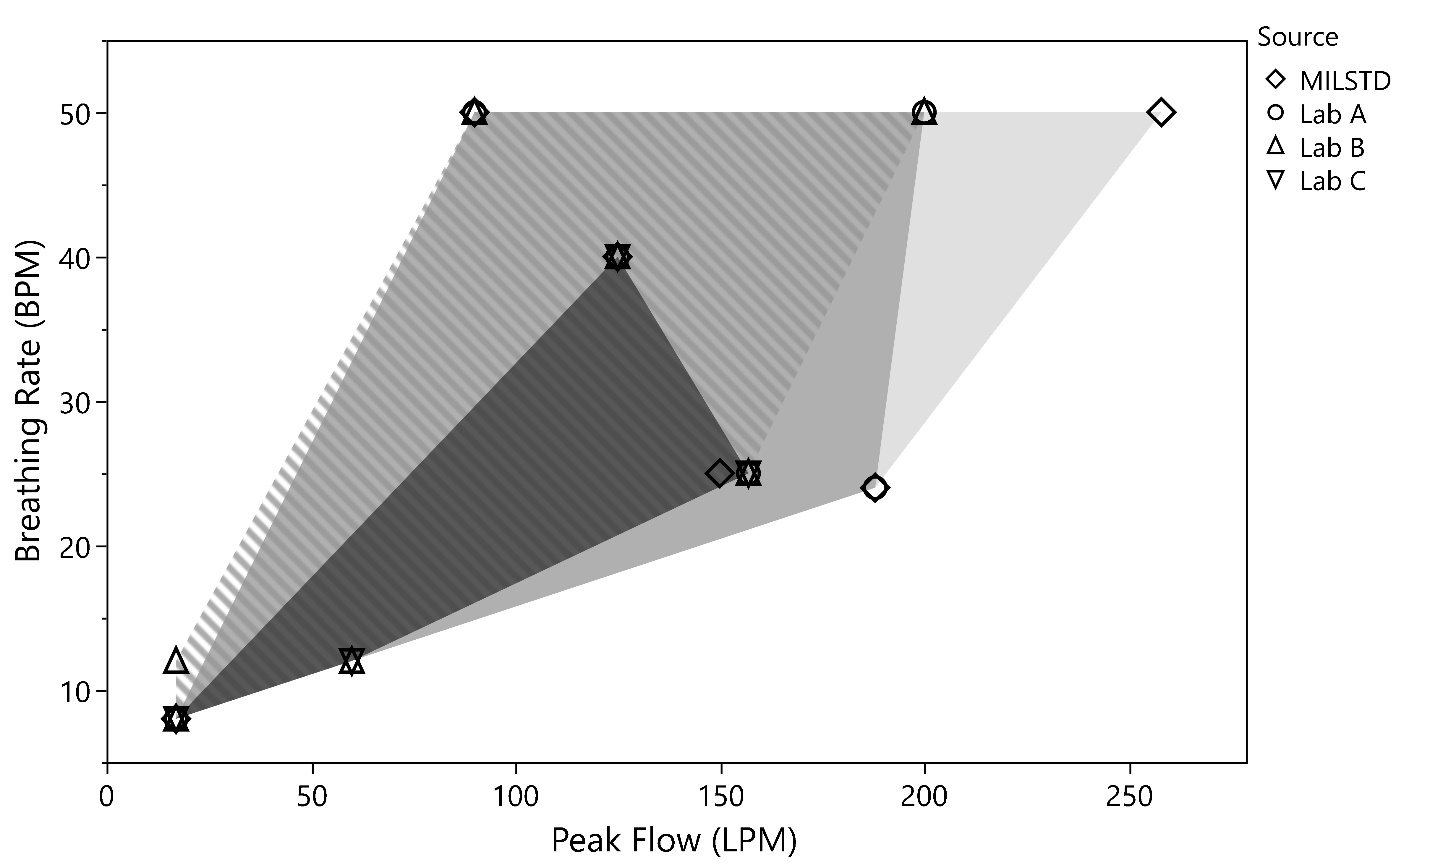 Source
MILSTD
Lab A
Lab B
Lab C
50
40
30
20
10
Breathing Rate (BPM)
0 50 100 150 200 250
Peak Flow (LPM)